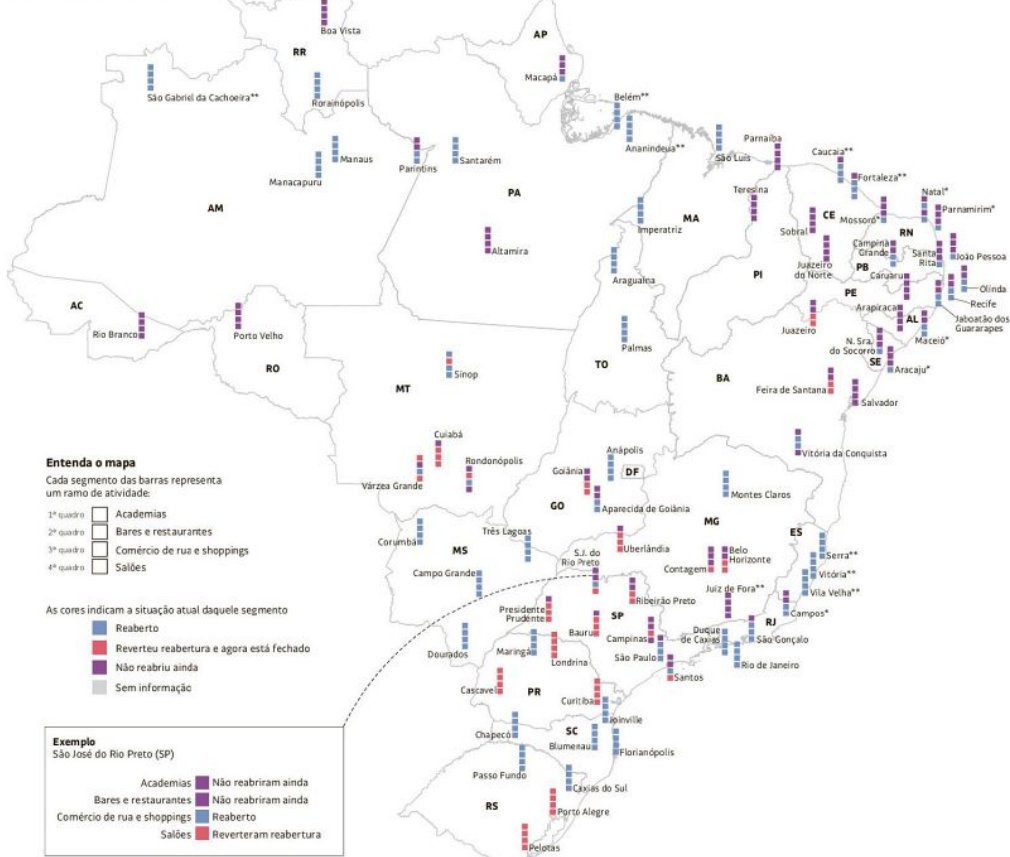 Boa Vista
RR
AP
Macapá
São Gabriel da Cachoeira**
Rorainópolis
Belém**
Ananindeua**
São Luís
Parnaíba
Manaus
Manacapuru
Parintins
Santarém
Caucaia**
Fortaleza**
Teresina
Natal*
Parnamirim*
AM
PA
MA
Imperatriz
Sobral
CE
Mossoró*
RN
Altamira
Araguaína
Juazeiro
do Norte
Campina
Grande
Santa
Rita
João Pessoa
PB
PI
Caruaru
PE
Olinda
Recife
Jaboatão dos
Guararapes
AC
Rio Branco
Porto Velho
Arapiraca
AL
Maceió*
Juazeiro
N. Sra.
do Socorro
SE
Aracaju*
Palmas
RO
MT
Sinop
TO
BA
Feira de Santana
Salvador
Cuiabá
Várzea Grande
Rondonópolis
Vitória da Conquista
Anápolis
DF
Goiânia
GO
Aparecida de Goiânia
Montes Claros
MG
ES
Corumbá
MS
Três Lagoas
Campo Grande
S.J. do
Rio Preto
Uberlândia
Contagem
Belo
Horizonte
Serra**
Vitória**
Vila Velha**
Juiz de Fora**
Campos*
Presidente
Prudente
Ribeirão Preto
SP
Bauru
Campinas
Duque
de Caxias
RJ
São Gonçalo
Rio de Janeiro
Dourados
Maringá
Londrina
São Paulo
Santos
Cascavel
PR
Curitiba
Joinville
Chapecó
SC
Blumenau
Florianópolis
Passo Fundo
Caxias do Sul
RS
Porto Alegre
Pelotas
Entenda o mapa
Cada segmento das barras representa
um ramo de atividade:
1º quadro Academias
2º quadro Bares e restaurantes
3º quadro Comércio de rua e shoppings
4º quadro Salões
As cores indicam a situação atual daquele segmento
Reaberto
Reverteu reabertura e agora está fechado
Não reabriu ainda
Sem informação
Exemplo
São José do Rio Preto (SP)
Academias Não reabriram ainda
Bares e restaurantes Não reabriram ainda
Comércio de rua e shoppings Reaberto
Salões Reverteram reabertura